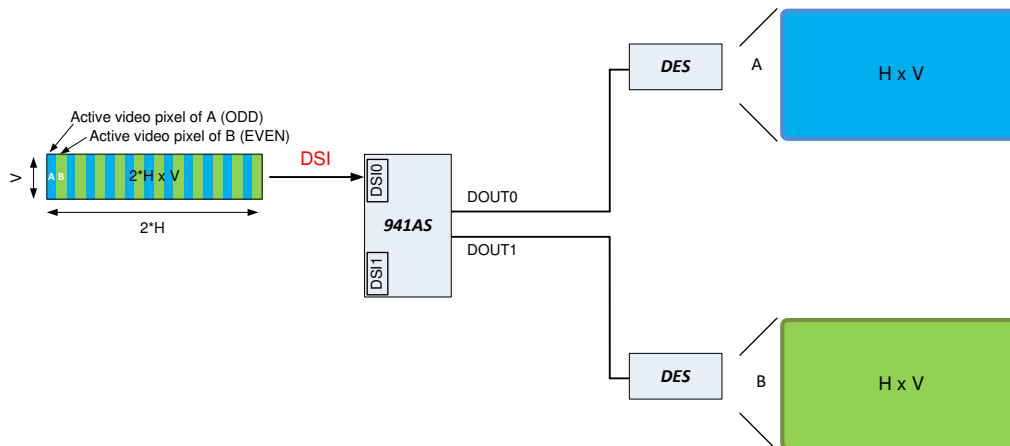 Active video pixel of A (ODD)
Active video pixel of B (EVEN)
V
A B
2*H x V
2*H
DSI
DSI0
941AS
DSI1
DOUT0
DOUT1
DES
A
H x V
DES
B
H x V